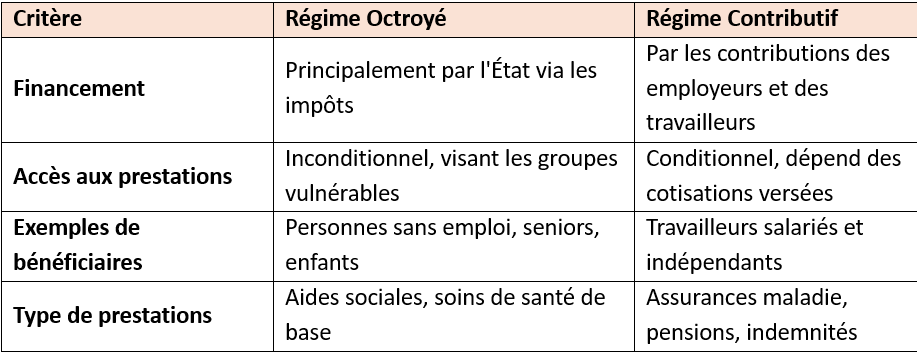 Critère
Régime Octroyé
Régime Contributif
Financement
Principalement par l'État via les
impôts
Par les contributions des
employeurs et des
travailleurs
Accès aux prestations
Inconditionnel, visant les groupes
vulnérables
Conditionnel, dépend des
cotisations versées
Exemples de
bénéficiaires
Personnes sans emploi, seniors,
enfants
Travailleurs salariés et
indépendants
Type de prestations
Aides sociales, soins de santé de
base
Assurances maladie,
pensions, indemnités